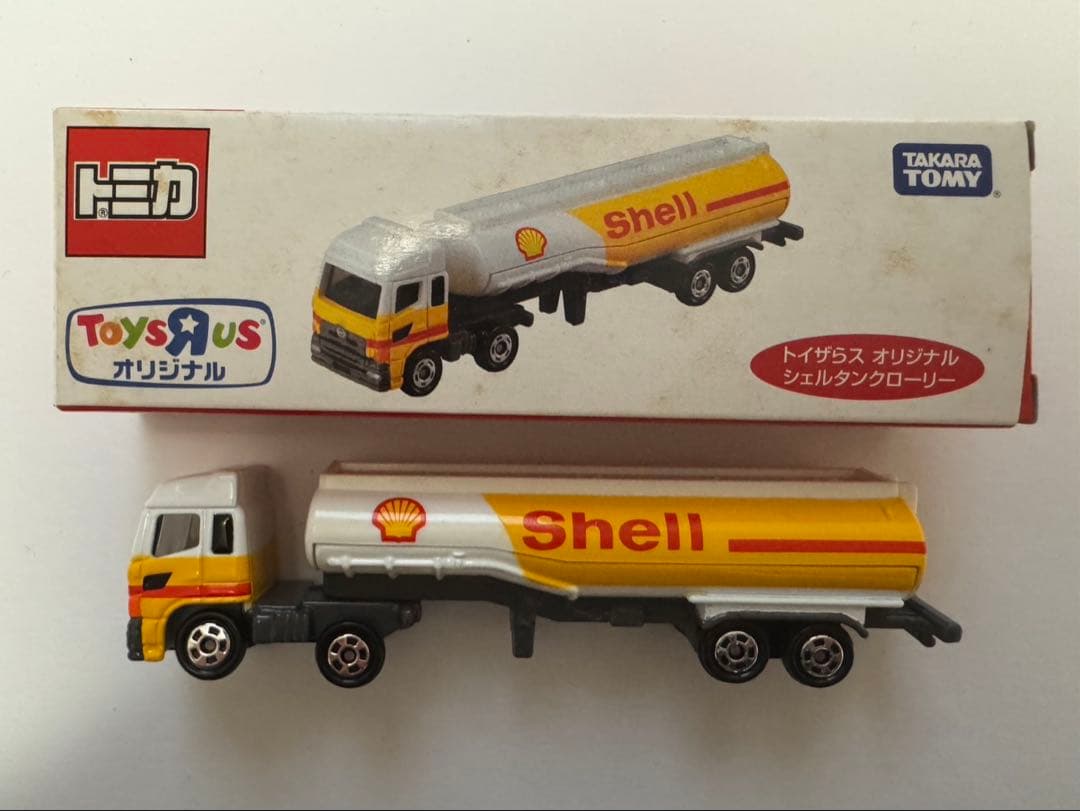 トミカ
®
TAKARA
TOMY®
Shell
ToysЯUs®
オリジナル
トイザらス オリジナル
シェルタンクローリー
Shell